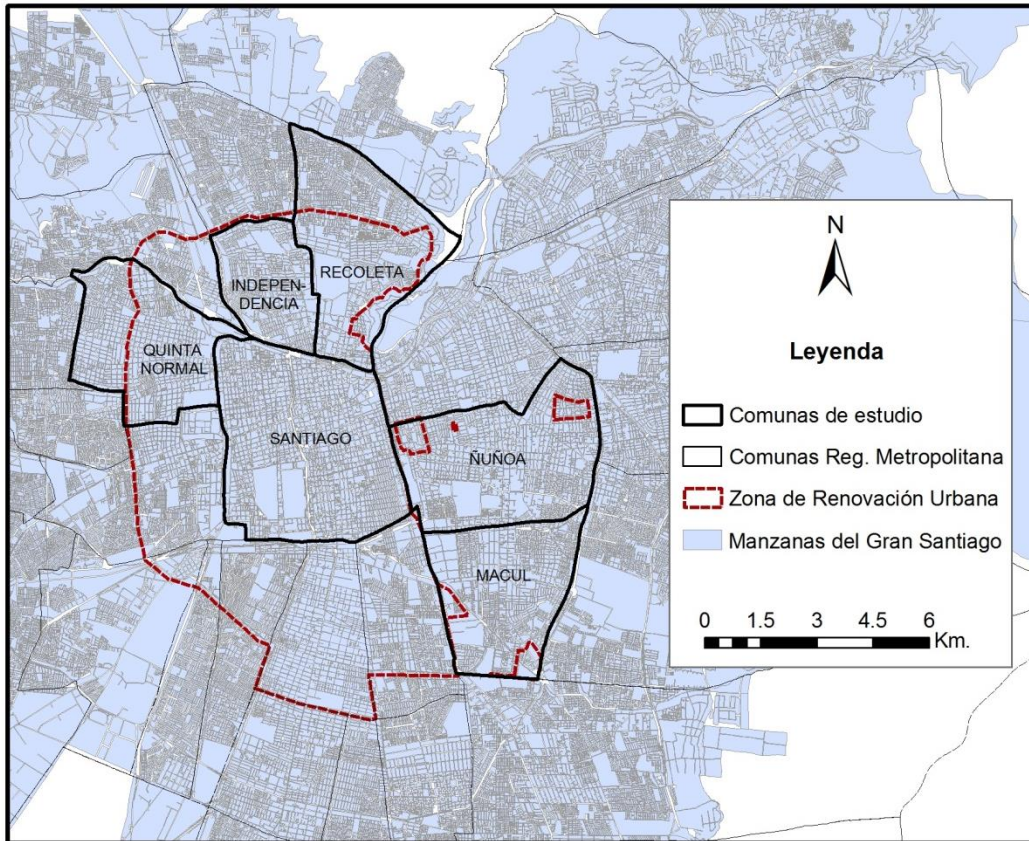 RECOLETA
INDEPEN-
DENCIA
QUINTA
NORMAL
SANTIAGO
ÑUÑOA
MACUL
N
Leyenda
Comunas de estudio
Comunas Reg. Metropolitana
Zona de Renovación Urbana
Manzanas del Gran Santiago
0 1.5 3 4.5 6
Km.